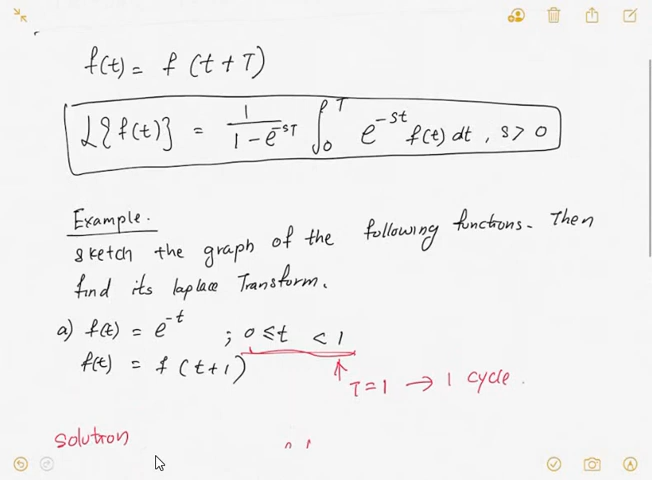 f(t) = f (t + T)
L{f(t)} = 1/(1 - e^-sT) ∫₀ᵀ e^-st f(t) dt , s > 0
Example.
sketch the graph of the following functions. Then
find its laplace Transform.
a) f(t) = e^-t ; 0 ≤ t < 1
f(t) = f (t+1)
T = 1 → 1 cycle.
solution